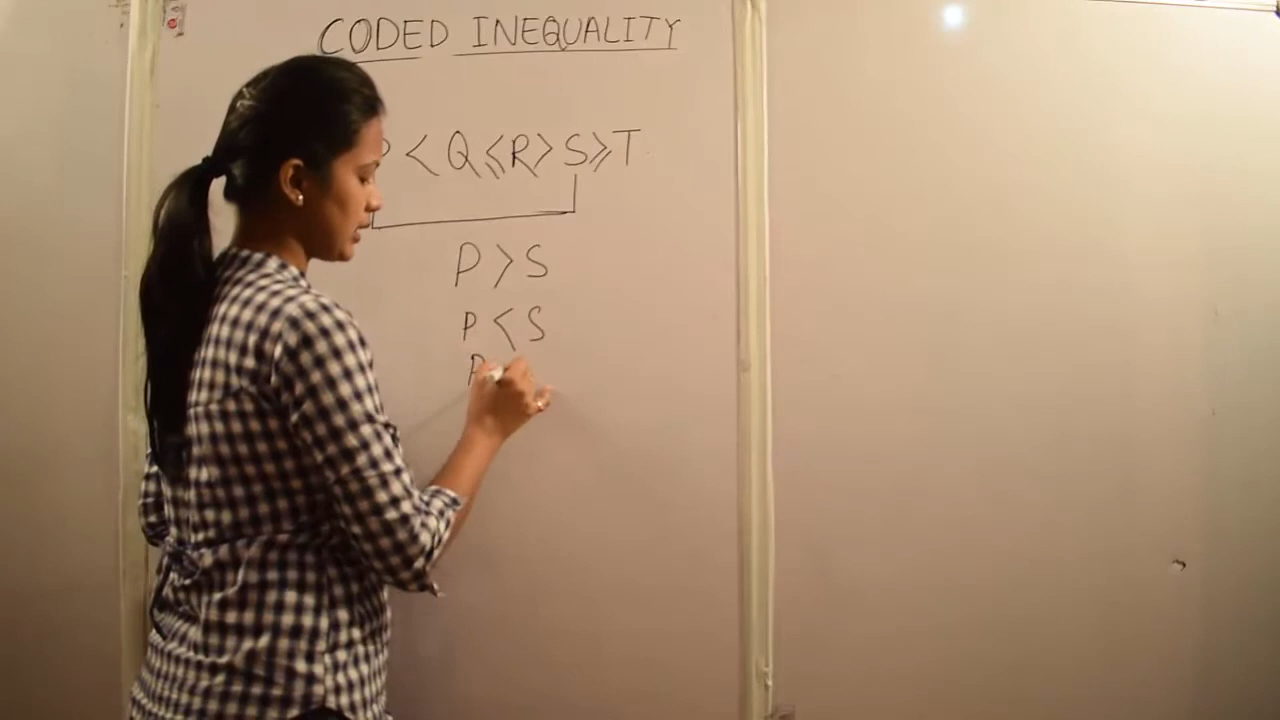 CODED INEQUALITY
P < Q ⩽ R > S ⩾ T
P > S
P < S
P